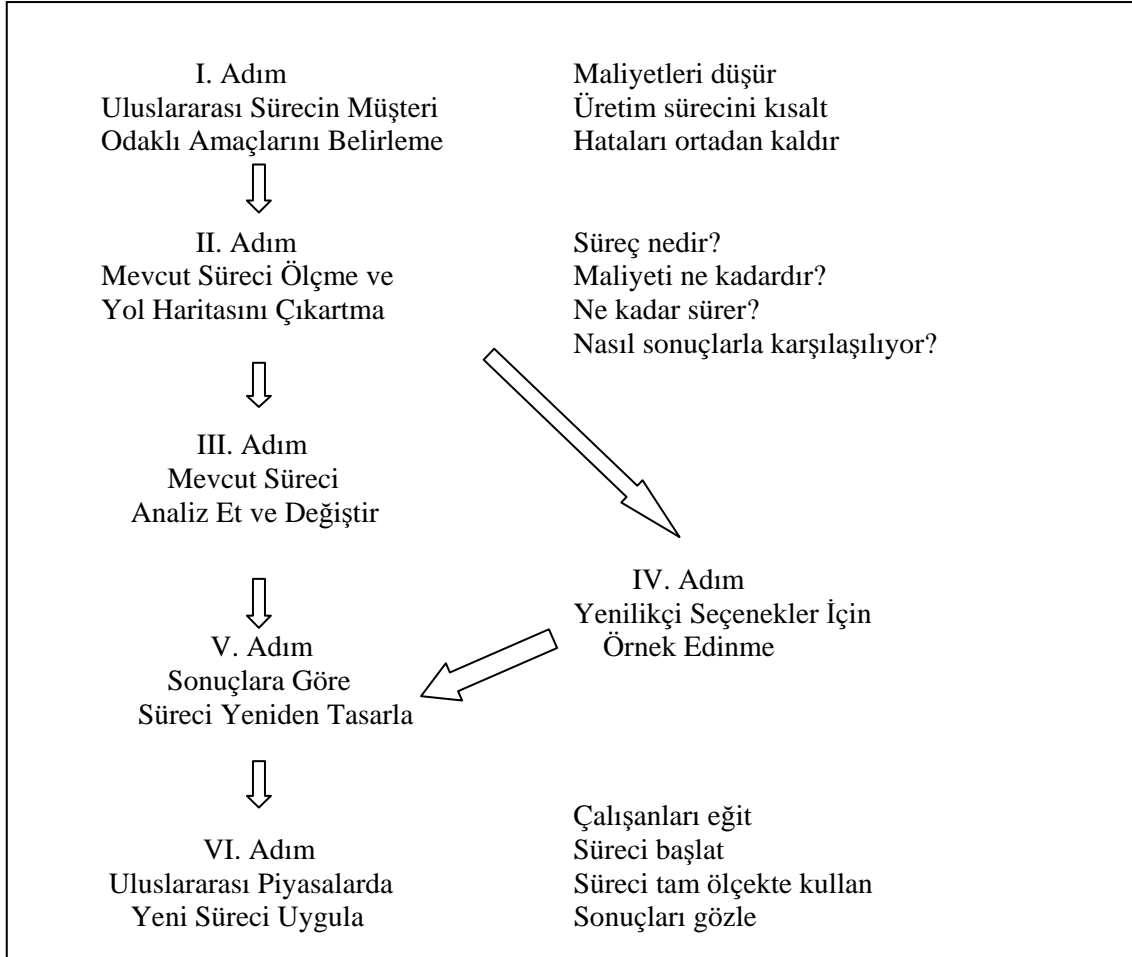 I. Adım
Uluslararası Sürecin Müşteri
Odaklı Amaçlarını Belirleme
Maliyetleri düşür
Üretim sürecini kısalt
Hataları ortadan kaldır
II. Adım
Mevcut Süreci Ölçme ve
Yol Haritasını Çıkartma
Süreç nedir?
Maliyeti ne kadardır?
Ne kadar sürer?
Nasıl sonuçlarla karşılaşılıyor?
III. Adım
Mevcut Süreci
Analiz Et ve Değiştir
IV. Adım
Yenilikçi Seçenekler İçin
Örnek Edinme
V. Adım
Sonuçlara Göre
Süreci Yeniden Tasarla
VI. Adım
Uluslararası Piyasalarda
Yeni Süreci Uygula
Çalışanları eğit
Süreci başlat
Süreci tam ölçekte kullan
Sonuçları gözle